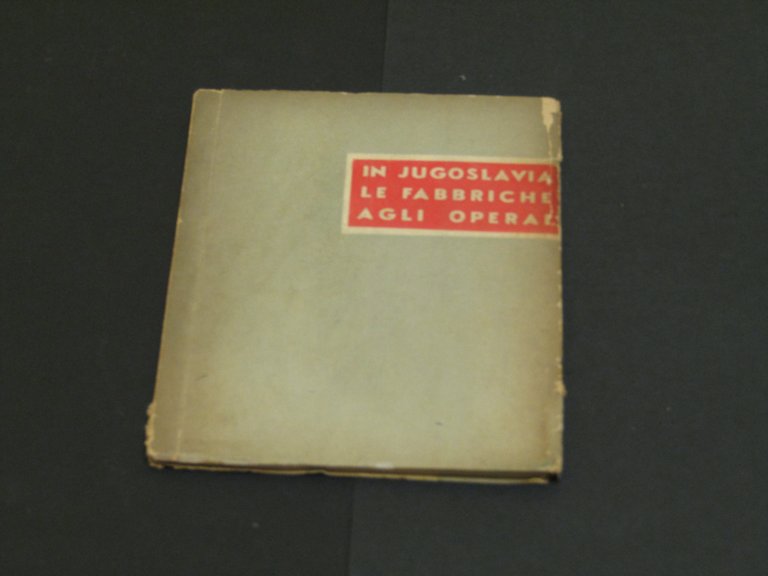 IN JUGOSLAVIA
LE FABBRICHE
AGLI OPERAI